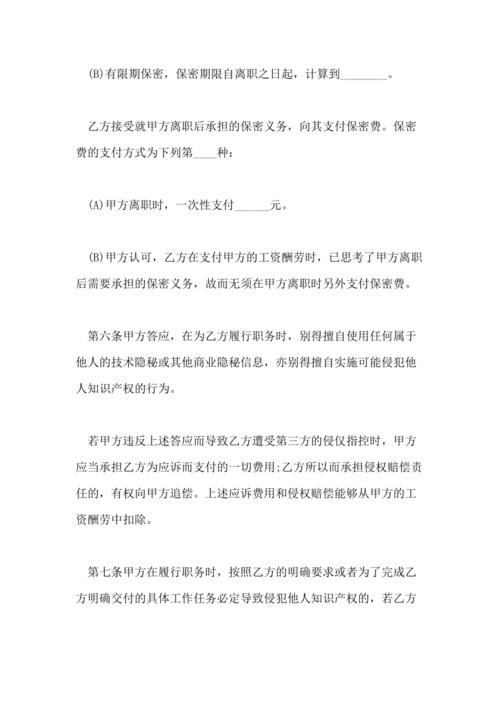 (B)有限期保密，保密期限自离职之日起，计算到________。
乙方接受就甲方离职后承担的保密义务，向其支付保密费。保密
费的支付方式为下列第____种：
(A)甲方离职时，一次性支付______元。
(B)甲方认可，乙方在支付甲方的工资酬劳时，已思考了甲方离职
后需要承担的保密义务，故而无须在甲方离职时另外支付保密费。
第六条甲方答应，在为乙方履行职务时，别得擅自使用任何属于
他人的技术隐秘或其他商业隐秘信息，亦别得擅自实施可能侵犯他
人知识产权的行为。
若甲方违反上述答应而导致乙方遭受第三方的侵仅指控时，甲方
应当承担乙方为应诉而支付的一切费用;乙方所以而承担侵权赔偿责
任的，有权向甲方追偿。上述应诉费用和侵权赔偿能够从甲方的工
资酬劳中扣除。
第七条甲方在履行职务时，按照乙方的明确要求或者为了完成乙
方明确交付的具体工作任务必定导致侵犯他人知识产权的，若乙方